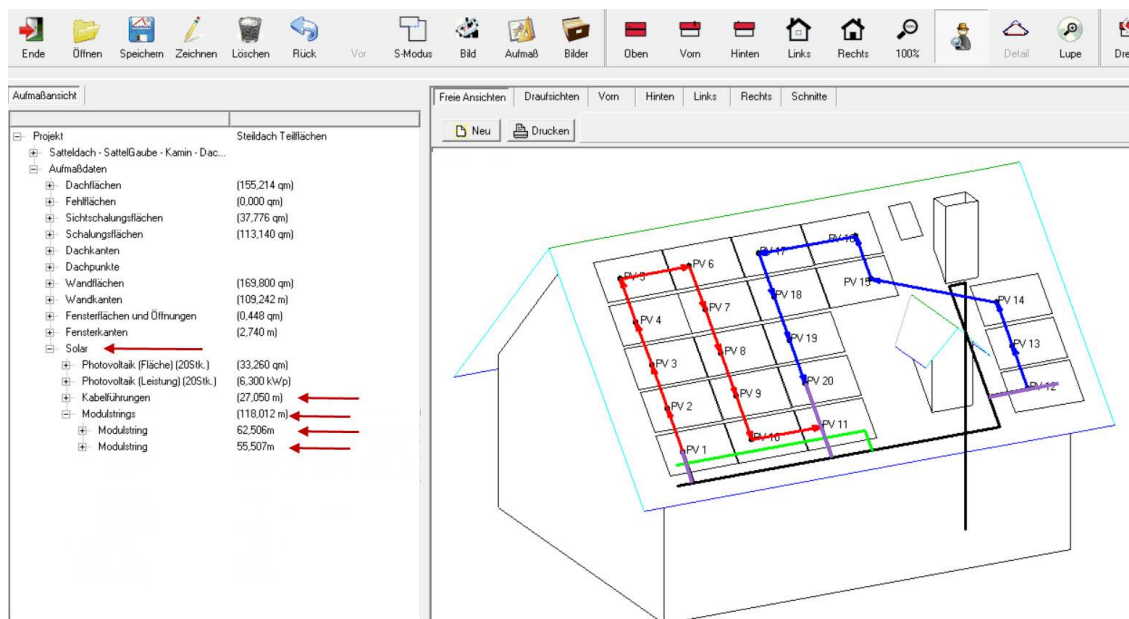 Ende Öffnen Speichern Zeichnen Löschen Rück Vor S-Modus Bild Aufmaß Bilder Oben Vorn Hinten Links Rechts 100% Detail Lupe Dre
Aufmaßansicht
Freie Ansichten Draufsichten Vorn Hinten Links Rechts Schnitte
Neu Drucken
Projekt Steildach Teilflächen
Satteldach - SattelGaube - Kamin - Dac...
Aufmaßdaten
Dachflächen (155,214 qm)
Fehlflächen (0,000 qm)
Sichtschalungsflächen (37,776 qm)
Schalungsflächen (113,140 qm)
Dachkanten
Dachpunkte
Wandflächen (169,800 qm)
Wandkanten (109,242 m)
Fensterflächen und Öffnungen (0,448 qm)
Fensterkanten (2,740 m)
Solar
Photovoltaik (Fläche) (20Stk.) (33,260 qm)
Photovoltaik (Leistung) (20Stk.) (6,300 kWp)
Kabelführungen (27,050 m)
Modulstrings (118,012 m)
Modulstring 62,506m
Modulstring 55,507m
PV 17 PV 16
PV 5 PV 6
PV 18 PV 15
PV 4 PV 7 PV 14
PV 3 PV 8 PV 19 PV 13
PV 2 PV 9 PV 20 PV 12
PV 1 PV 10 PV 11